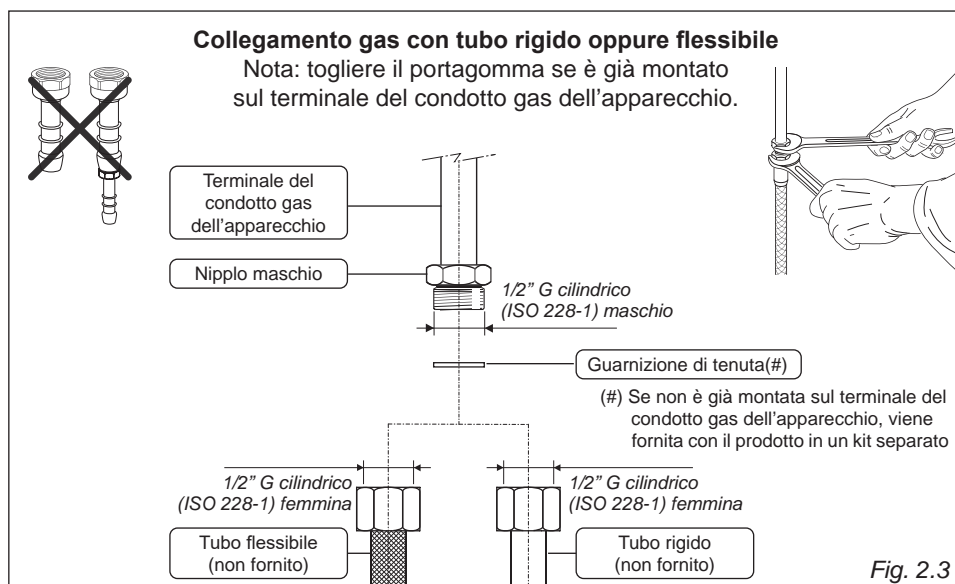 Collegamento gas con tubo rigido oppure flessibile
Nota: togliere il portagomma se è già montato
sul terminale del condotto gas dell’apparecchio.
Terminale del
condotto gas
dell’apparecchio
Nipplo maschio
1/2” G cilindrico
(ISO 228-1) maschio
Guarnizione di tenuta(#)
(#) Se non è già montata sul terminale del
condotto gas dell’apparecchio, viene
fornita con il prodotto in un kit separato
1/2” G cilindrico
(ISO 228-1) femmina
1/2” G cilindrico
(ISO 228-1) femmina
Tubo flessibile
(non fornito)
Tubo rigido
(non fornito)
Fig. 2.3